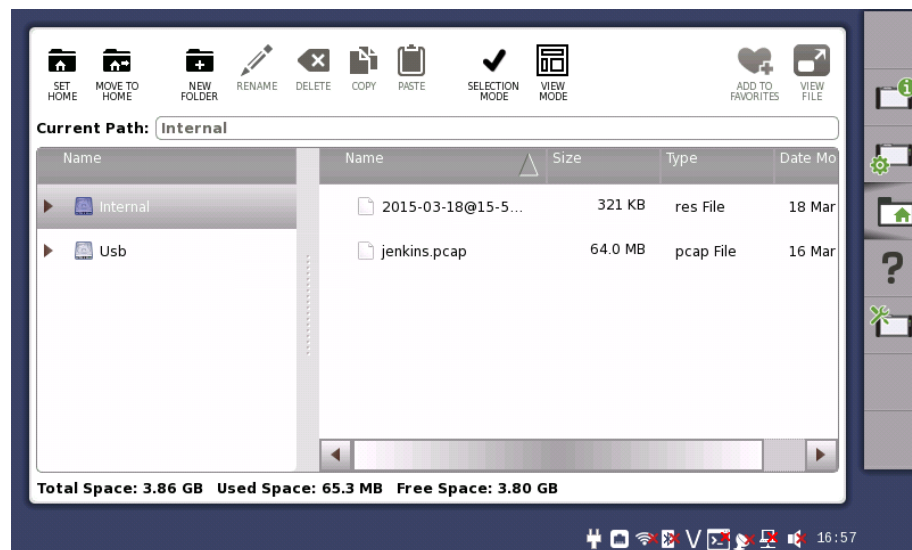 SET HOME
MOVE TO HOME
NEW FOLDER
RENAME
DELETE
COPY
PASTE
SELECTION MODE
VIEW MODE
ADD TO FAVORITES
VIEW FILE
Current Path: Internal
Name
Name Size Type Date Mo
Internal
Usb
2015-03-18@15-5... 321 KB res File 18 Mar
jenkins.pcap 64.0 MB pcap File 16 Mar
Total Space: 3.86 GB Used Space: 65.3 MB Free Space: 3.80 GB
?
V 16:57